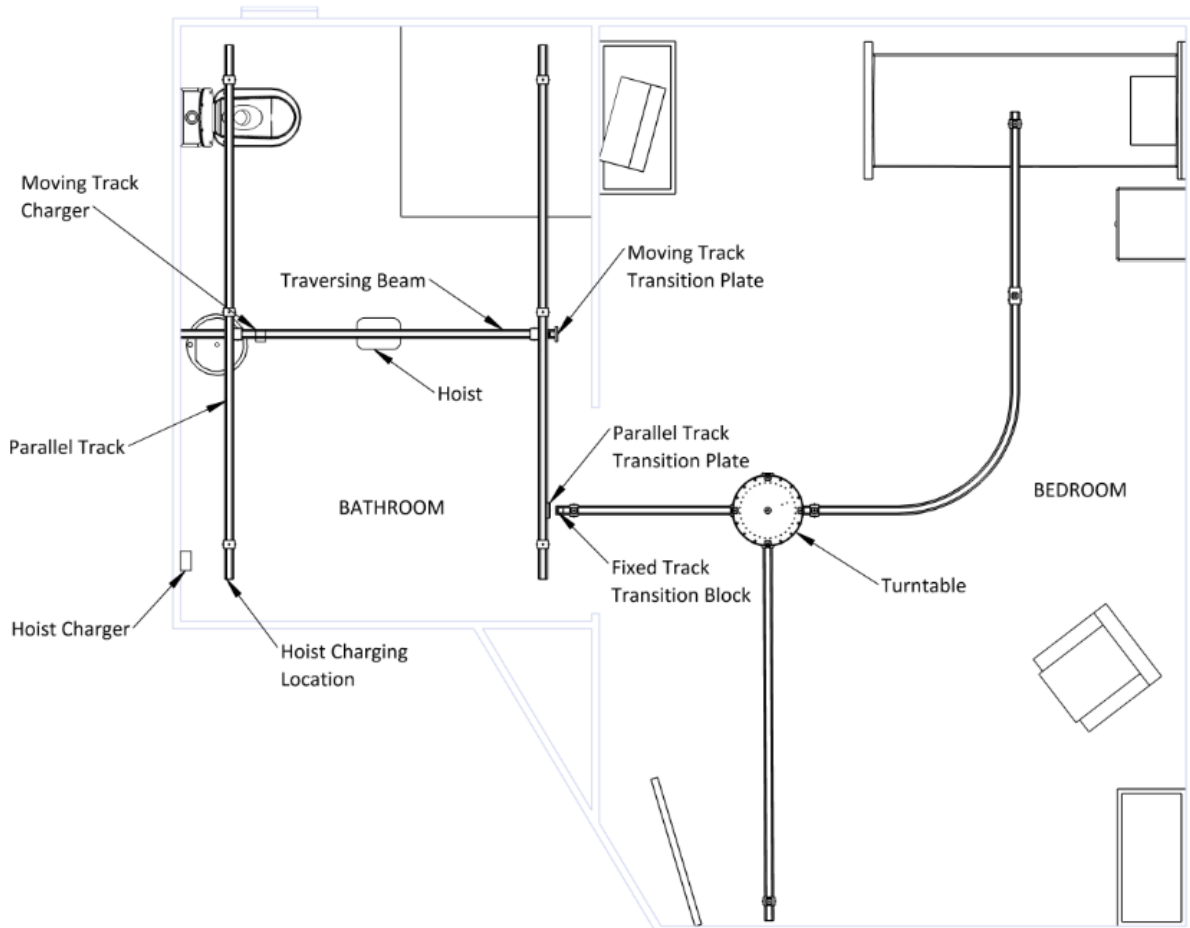 Moving Track
Charger
Traversing Beam
Moving Track
Transition Plate
Hoist
Parallel Track
Parallel Track
Transition Plate
BATHROOM
BEDROOM
Fixed Track
Transition Block
Turntable
Hoist Charger
Hoist Charging
Location